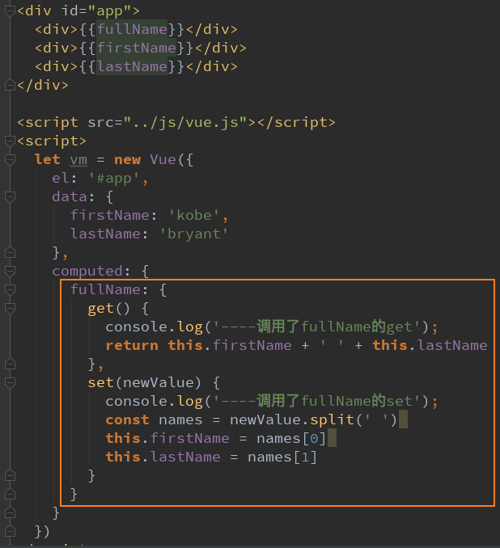 <div id="app">
<div>{{fullName}}</div>
<div>{{firstName}}</div>
<div>{{lastName}}</div>
</div>
<script src="../js/vue.js"></script>
<script>
let vm = new Vue({
el: '#app',
data: {
firstName: 'kobe',
lastName: 'bryant'
},
computed: {
fullName: {
get() {
console.log('----调用了fullName的get');
return this.firstName + ' ' + this.lastName
},
set(newValue) {
console.log('----调用了fullName的set');
const names = newValue.split(' ')
this.firstName = names[0]
this.lastName = names[1]
}
}
}
})